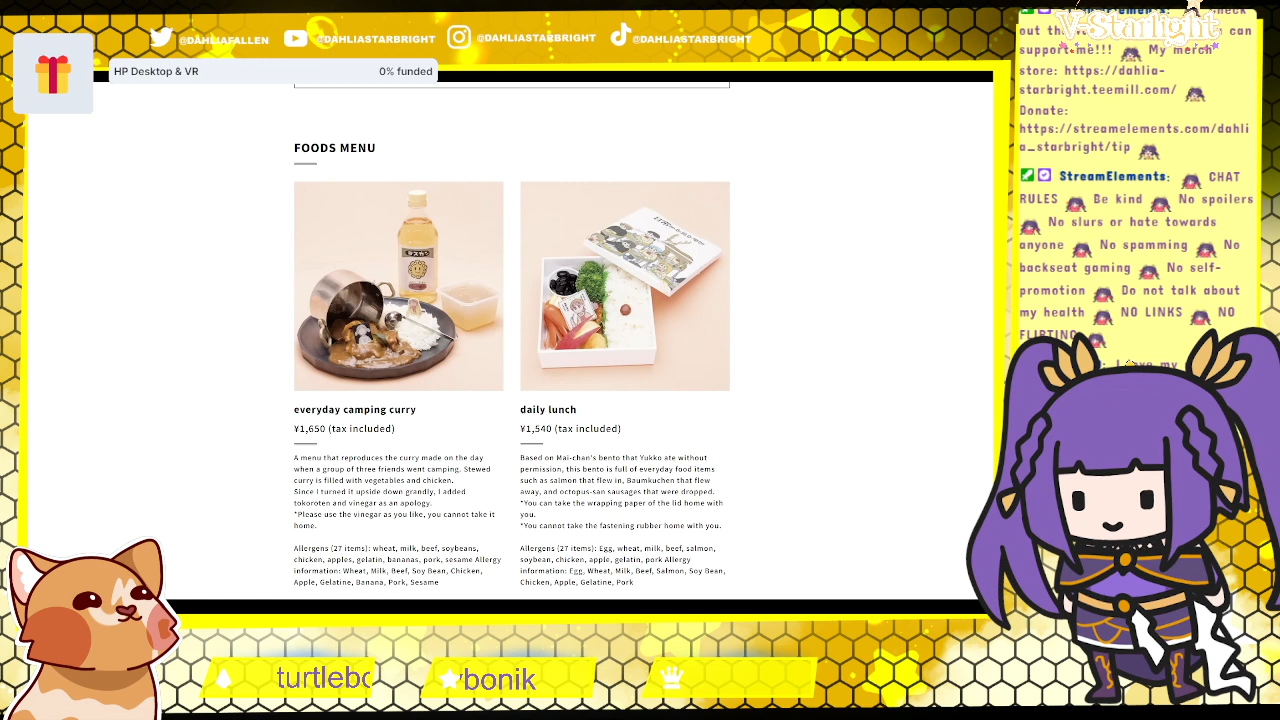 @DAHLIAFALLEN
@DAHLIASTARBRIGHT
@DAHLIASTARBRIGHT
@DAHLIASTARBRIGHT
HP Desktop & VR
0% funded
V-Starlight
FOODS MENU
everyday camping curry
¥1,650 (tax included)
A menu that reproduces the curry made on the day
when a group of three friends went camping. Stewed
curry is filled with vegetables and chicken.
Since I turned it upside down grandly, I added
tokoroten and vinegar as an apology.
*Please use the vinegar as you like, you cannot take it
home.
Allergens (27 items): wheat, milk, beef, soybeans,
chicken, apples, gelatin, bananas, pork, sesame Allergy
information: Wheat, Milk, Beef, Soy Bean, Chicken,
Apple, Gelatine, Banana, Pork, Sesame
daily lunch
¥1,540 (tax included)
Based on Mai-chan's bento that Yukko ate without
permission, this bento is full of everyday food items
such as salmon that flew in, Baumkuchen that flew
away, and octopus-san sausages that were dropped.
*You can take the wrapping paper of the lid home with
you.
*You cannot take the fastening rubber home with you.
Allergens (27 items): Egg, wheat, milk, beef, salmon,
soybean, chicken, apple, gelatin, pork Allergy
information: Egg, Wheat, Milk, Beef, Salmon, Soy Bean,
Chicken, Apple, Gelatine, Pork
out
can
support me!!! My merch
store: https://dahlia-
starbright.teemill.com/
Donate:
https://streamelements.com/dahli
a_starbright/tip
StreamElements: CHAT
RULES Be kind No spoilers
No slurs or hate towards
anyone No spamming No
backseat gaming No self-
promotion Do not talk about
my health NO LINKS NO
FLIRTING
turtlebo
ybonik